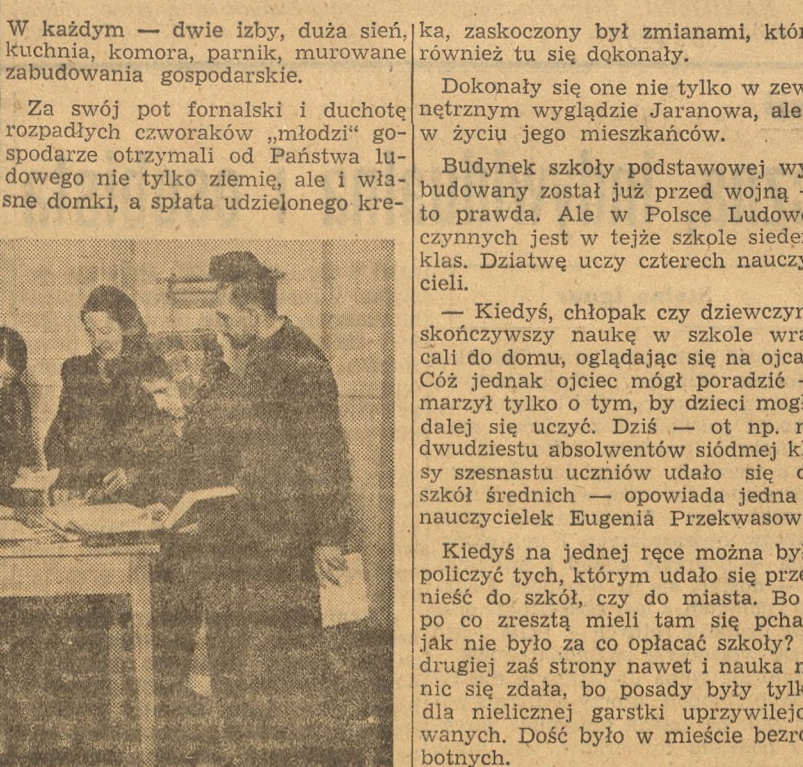 W każdym — dwie izby, duża sień,
kuchnia, komora, parnik, murowane
zabudowania gospodarskie.
Za swój pot fornalski i duchotę
rozpadłych czworaków „młodzi“ go-
spodarze otrzymali od Państwa lu-
dowego nie tylko ziemię, ale i wła-
sne domki, a spłata udzielonego kre-
ka, zaskoczony był zmianami, któr
również tu się dokonały.
Dokonały się one nie tylko w zew
nętrznym wyglądzie Jaranowa, ale
w życiu jego mieszkańców.
Budynek szkoły podstawowej wy
budowany został już przed wojną -
to prawda. Ale w Polsce Ludowe
czynnych jest w tejże szkole siede
klas. Dziatwę uczy czterech nauczy
cieli.
— Kiedyś, chłopak czy dziewczyn
skończywszy naukę w szkole wra
cali do domu, oglądając się na ojca
Cóż jednak ojciec mógł poradzić -
marzył tylko o tym, by dzieci mogł
dalej się uczyć. Dziś — ot np. n
dwudziestu absolwentów siódmej kl
sy szesnastu uczniów udało się d
szkół średnich — opowiada jedna
nauczycielek Eugenia Przekwasow
Kiedyś na jednej ręce można był
policzyć tych, którym udało się prze
nieść do szkół, czy do miasta. Bo
po co zresztą mieli tam się pcha
jak nie było za co opłacać szkoły?
drugiej zaś strony nawet i nauka n
nic się zdała, bo posady były tylk
dla nielicznej garstki uprzywilejo
wanych. Dość było w mieście bezro
botnych.